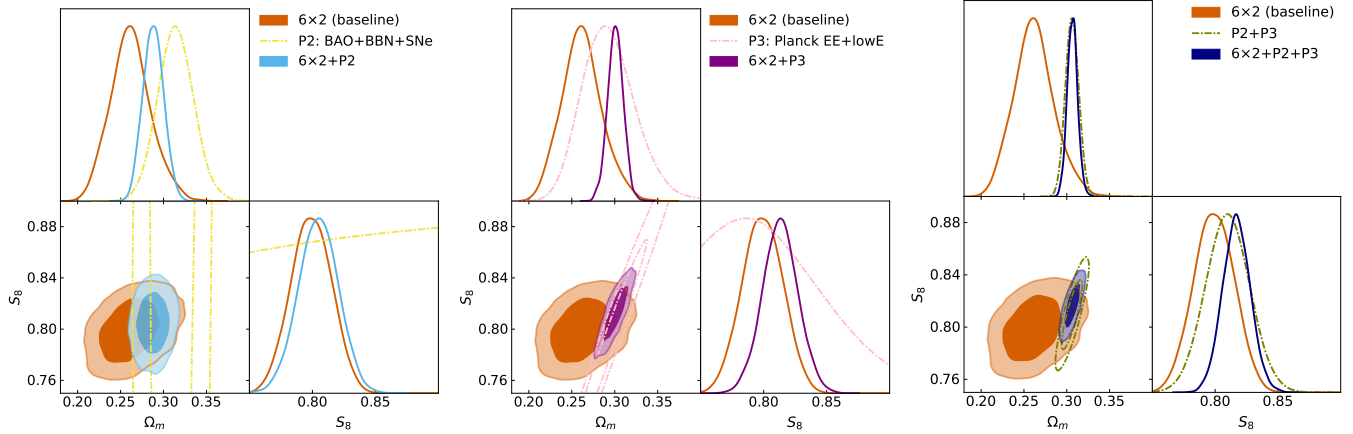 6×2 (baseline)
P2: BAO+BBN+SNe
6×2+P2
0.88
0.84
0.80
0.76
S₈
0.20
0.25
0.30
0.35
Ωₘ
0.80
0.85
S₈
6×2 (baseline)
P3: Planck EE+lowE
6×2+P3
0.88
0.84
0.80
0.76
S₈
0.20
0.25
0.30
0.35
Ωₘ
0.80
0.85
S₈
6×2 (baseline)
P2+P3
6×2+P2+P3
0.88
0.84
0.80
0.76
S₈
0.20
0.25
0.30
0.35
Ωₘ
0.80
0.85
S₈